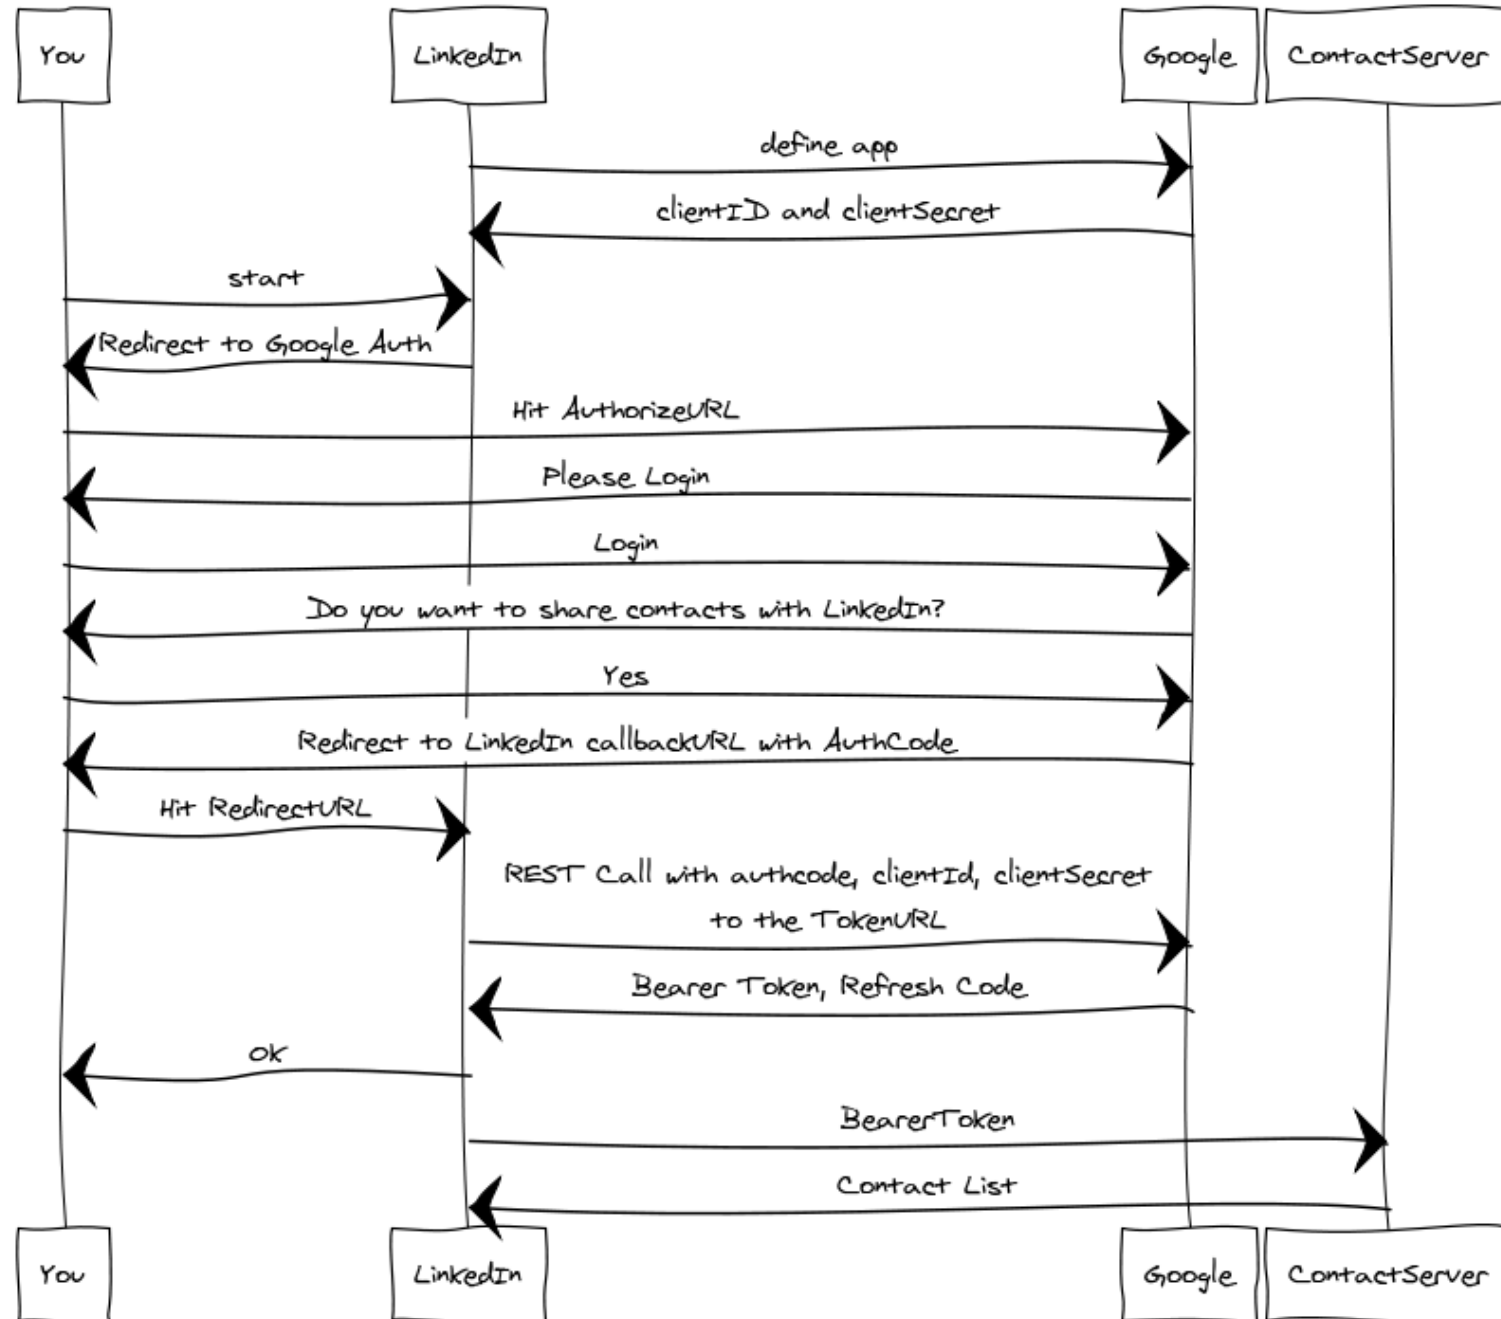 You
LinkedIn
Google
ContactServer
define app
clientID and clientSecret
start
Redirect to Google Auth
Hit AuthorizeURL
Please Login
Login
Do you want to share contacts with LinkedIn?
Yes
Redirect to LinkedIn callbackURL with AuthCode
Hit RedirectURL
REST Call with authcode, clientId, clientSecret
to the TokenURL
Bearer Token, Refresh Code
ok
BearerToken
Contact List
You
LinkedIn
Google
ContactServer